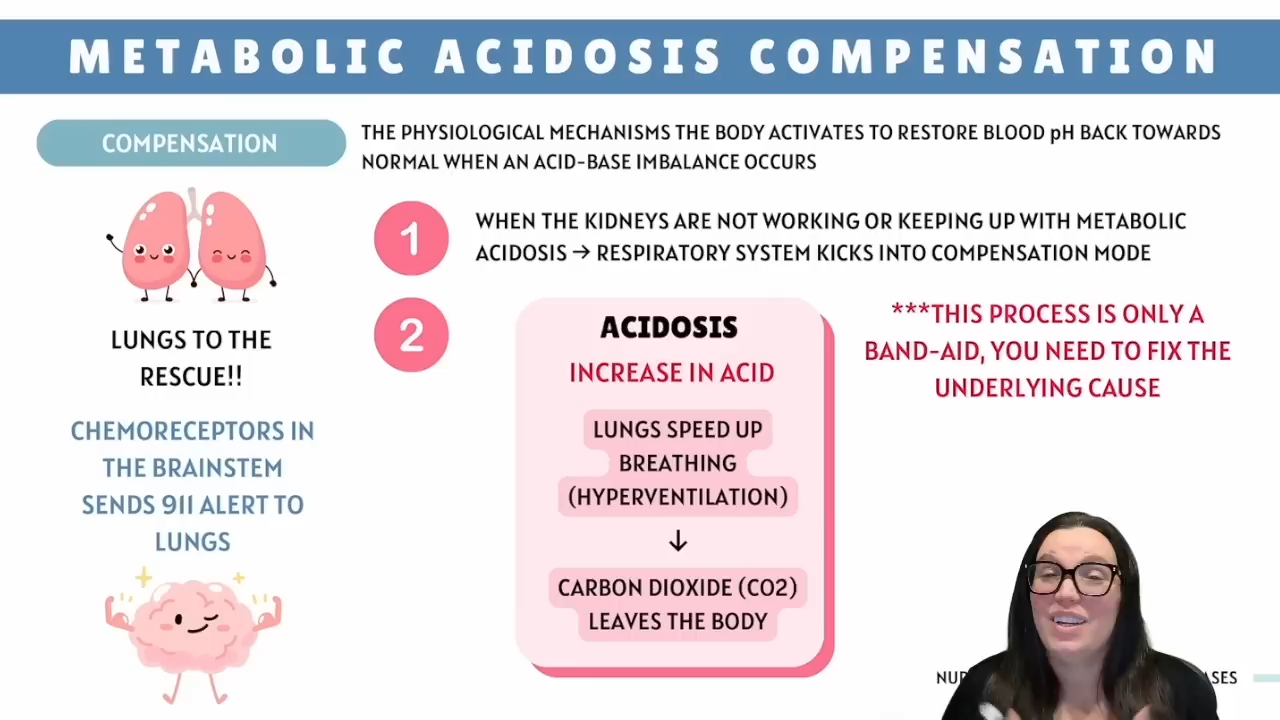 METABOLIC ACIDOSIS COMPENSATION
COMPENSATION
THE PHYSIOLOGICAL MECHANISMS THE BODY ACTIVATES TO RESTORE BLOOD pH BACK TOWARDS
NORMAL WHEN AN ACID-BASE IMBALANCE OCCURS
LUNGS TO THE
RESCUE!!
CHEMORECEPTORS IN
THE BRAINSTEM
SENDS 911 ALERT TO
LUNGS
1
WHEN THE KIDNEYS ARE NOT WORKING OR KEEPING UP WITH METABOLIC
ACIDOSIS → RESPIRATORY SYSTEM KICKS INTO COMPENSATION MODE
2
ACIDOSIS
INCREASE IN ACID
LUNGS SPEED UP
BREATHING
(HYPERVENTILATION)
↓
CARBON DIOXIDE (CO2)
LEAVES THE BODY
***THIS PROCESS IS ONLY A
BAND-AID, YOU NEED TO FIX THE
UNDERLYING CAUSE